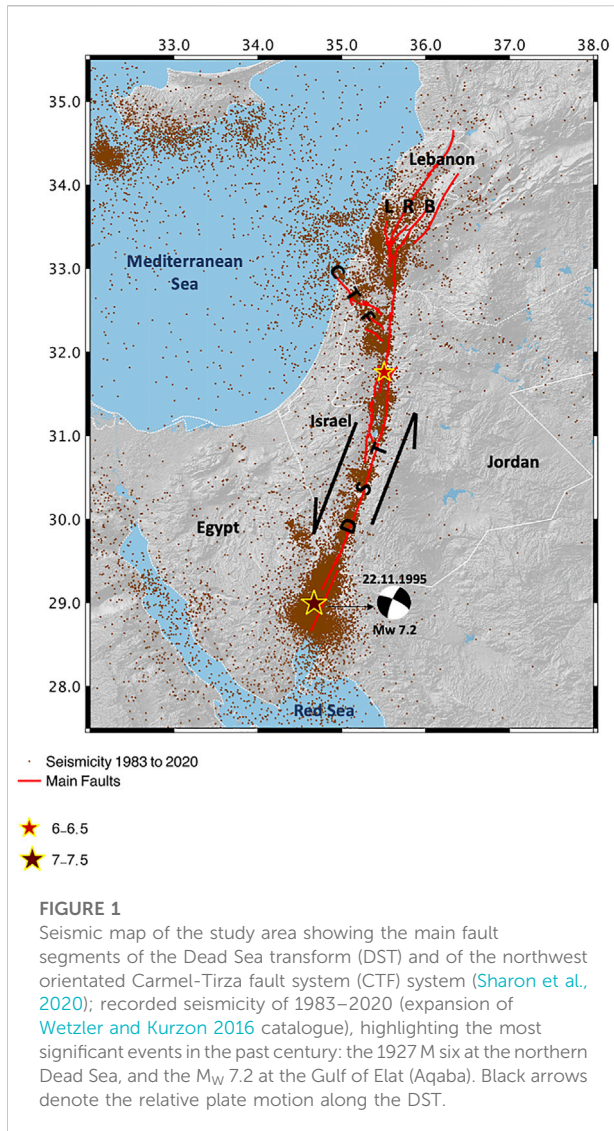 33.0 34.0 35.0 36.0 37.0 38.0
35.0
Lebanon
34.0
L R B
33.0
Mediterranean
Sea
C T F
32.0
Israel
31.0
Jordan
D S T
30.0
Egypt
22.11.1995
29.0
Mw 7.2
28.0
Red Sea
Seismicity 1983 to 2020
Main Faults
6-6.5
7-7.5
FIGURE 1
Seismic map of the study area showing the main fault
segments of the Dead Sea transform (DST) and of the northwest
orientated Carmel-Tirza fault system (CTF) system (Sharon et al.,
2020); recorded seismicity of 1983–2020 (expansion of
Wetzler and Kurzon 2016 catalogue), highlighting the most
significant events in the past century: the 1927 M six at the northern
Dead Sea, and the MW 7.2 at the Gulf of Elat (Aqaba). Black arrows
denote the relative plate motion along the DST.